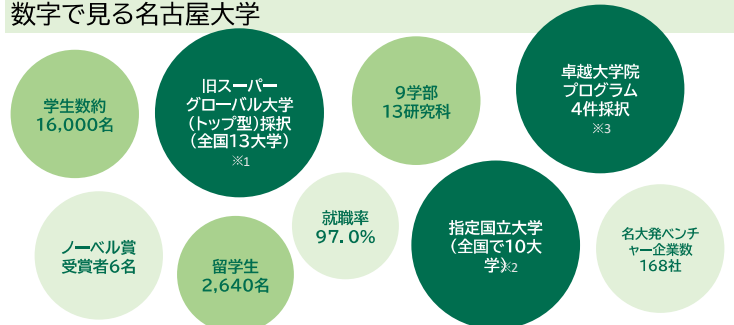 数字で見る名古屋大学
学生数約
16,000名
旧スーパー
グローバル大学
(トップ型)採択
(全国13大学)
※1
9学部
13研究科
卓越大学院
プログラム
4件採択
※3
ノーベル賞
受賞者6名
留学生
2,640名
就職率
97.0%
指定国立大学
(全国で10大
学)※2
名大発ベンチ
ャー企業数
168社